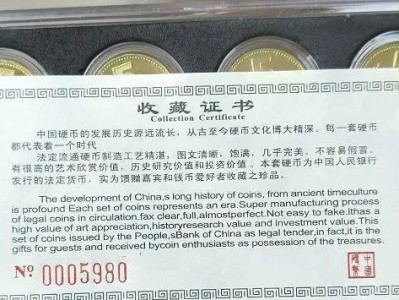 收藏证书
Collection Certificate
中国硬币的发展历史源远流长，从古至今硬币文化博大精深，每一套硬币
都代表着一个时代
法定流通硬币制造工艺精湛，图文清晰，饱满，几乎完美，不容易假冒，
有很高的艺术欣赏价值，历史研究价值和投资价值。本套硬币为中国人民银行
发行的法定货币，实为馈赠嘉宾和钱币爱好者收藏之珍品。
The development of China,s long history of coins, from ancient timeculture
is profound Each set of coins represents an era.Super manufacturing process
of legal coins in circulation.fax clear,full,almostperfect.Not easy to fake,ithas a
high value of art appreciation,historyresearch value and investment value.This
set of coins issued by the People,sBank of China as legal tender,in fact,it is the
gifts for guests and received bycoin enthusiasts as possession of the treasures.
Nº 0005980